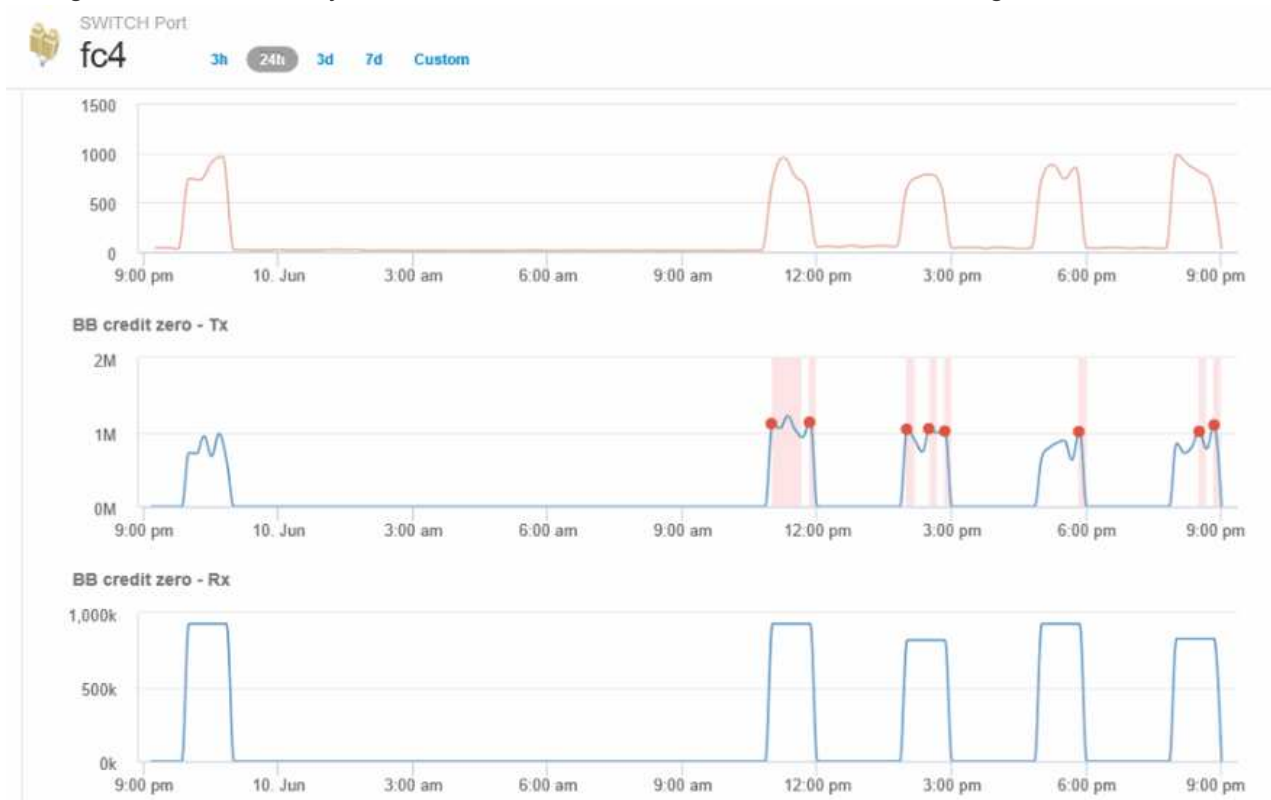 SWITCH Port
fc4 3h 24h 3d 7d Custom
1500
1000
500
0
9:00 pm 10. Jun 3:00 am 6:00 am 9:00 am 12:00 pm 3:00 pm 6:00 pm 9:00 pm
BB credit zero - Tx
2M
1M
0M
9:00 pm 10. Jun 3:00 am 6:00 am 9:00 am 12:00 pm 3:00 pm 6:00 pm 9:00 pm
BB credit zero - Rx
1,000k
500k
0k
9:00 pm 10. Jun 3:00 am 6:00 am 9:00 am 12:00 pm 3:00 pm 6:00 pm 9:00 pm